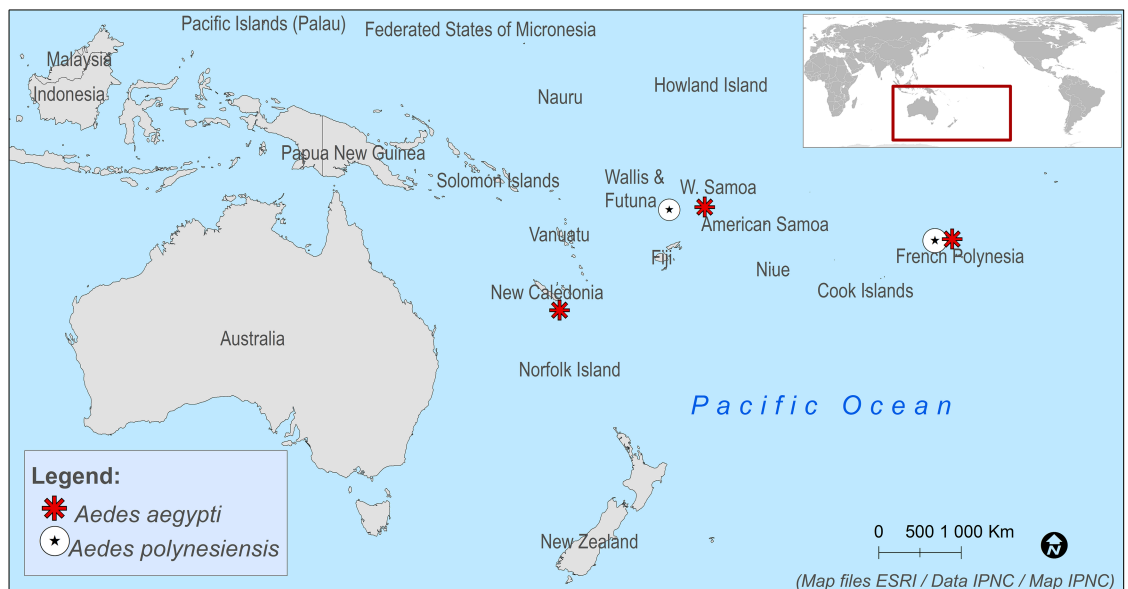 Pacific Islands (Palau)
Federated States of Micronesia
Malaysia
Indonesia
Nauru
Howland Island
Papua New Guinea
Solomon Islands
Wallis &
Futuna
W. Samoa
American Samoa
Vanuatu
Fiji
French Polynesia
Niue
Cook Islands
New Caledonia
Australia
Norfolk Island
Pacific Ocean
Legend:
Aedes aegypti
Aedes polynesiensis
New Zealand
0 500 1 000 Km
N
(Map files ESRI / Data IPNC / Map IPNC)